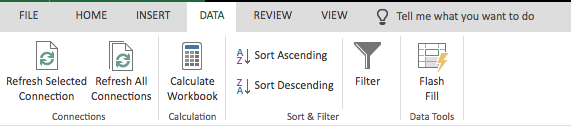 FILE HOME INSERT DATA REVIEW VIEW Tell me what you want to do
Refresh Selected Connection
Refresh All Connections
Calculate Workbook
A Z Sort Ascending
Z A Sort Descending
Filter
Flash Fill
Connections Calculation Sort & Filter Data Tools